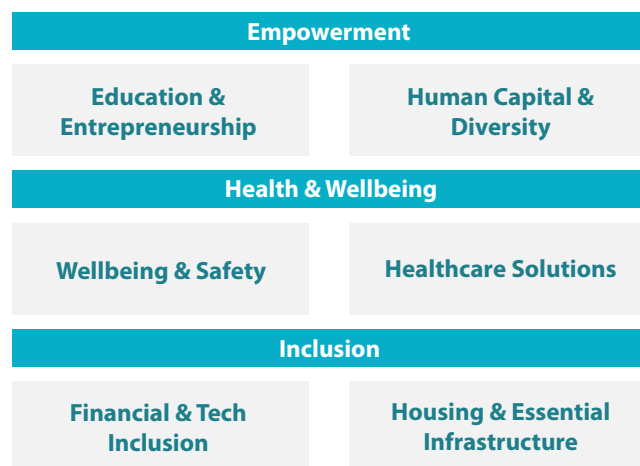 Empowerment
Education &
Entrepreneurship
Human Capital &
Diversity
Health & Wellbeing
Wellbeing & Safety
Healthcare Solutions
Inclusion
Financial & Tech
Inclusion
Housing & Essential
Infrastructure